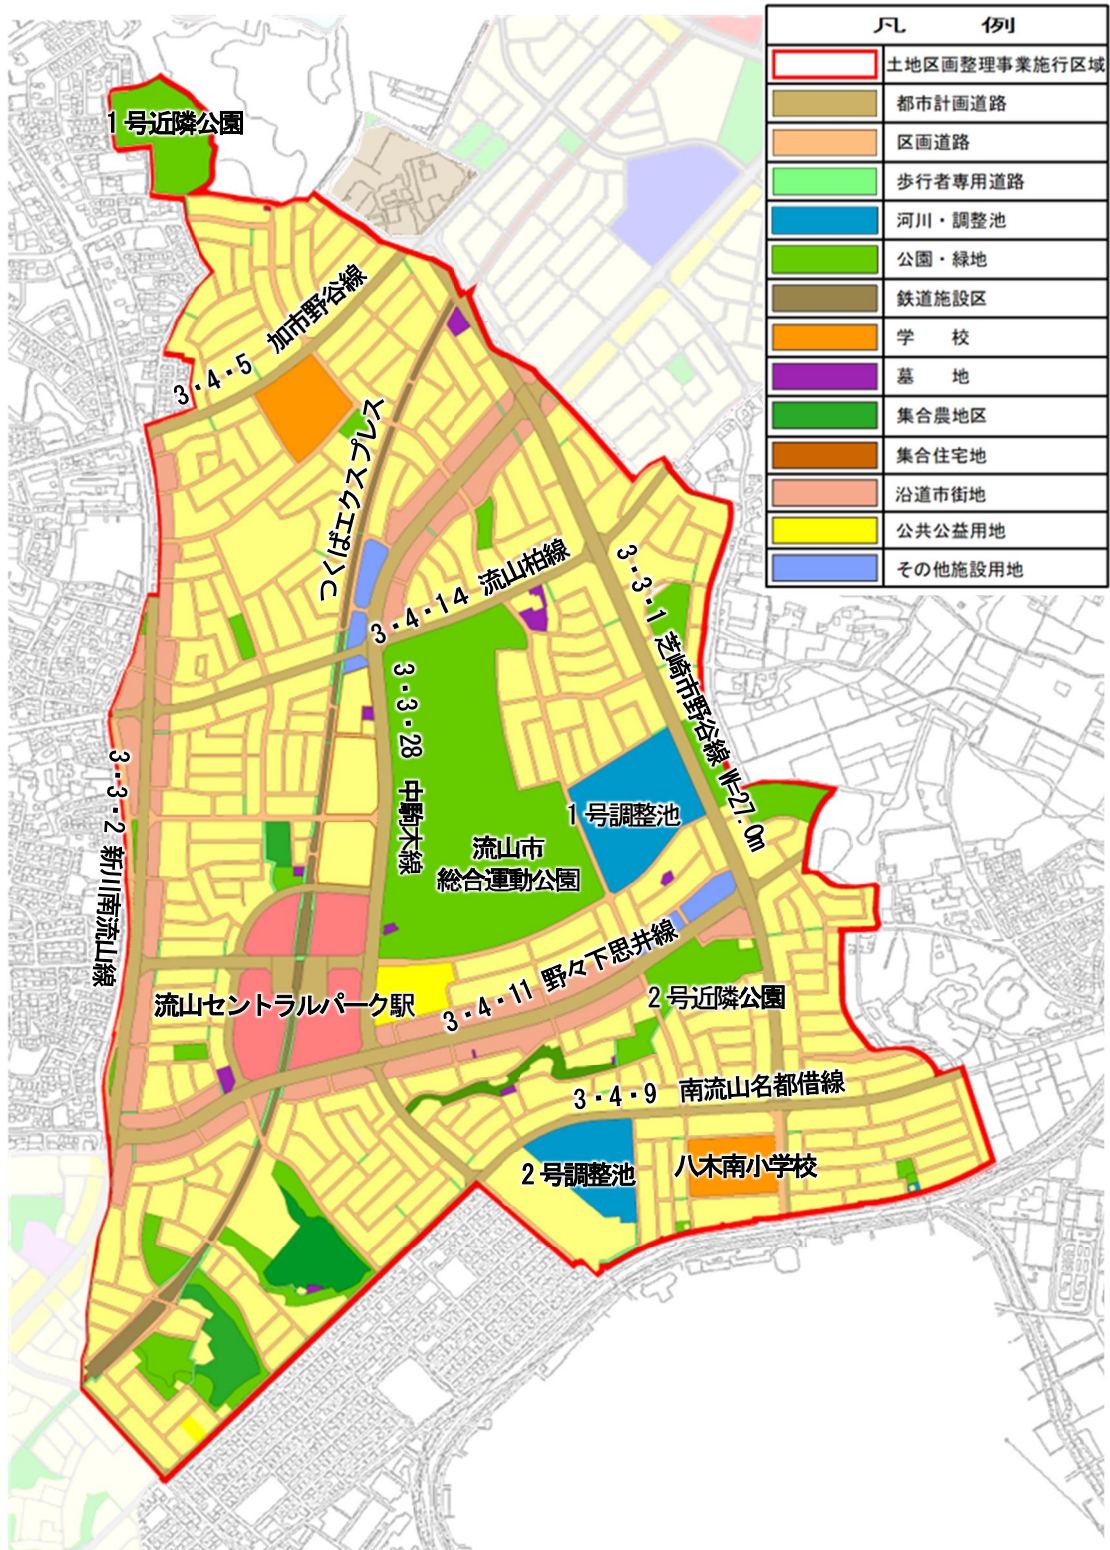 凡　例
土地区画整理事業施行区域
都市計画道路
区画道路
歩行者専用道路
河川・調整池
公園・緑地
鉄道施設区
学　校
墓　地
集合農地区
集合住宅地
沿道市街地
公共公益用地
その他施設用地
1号近隣公園
3・4・5 加市野谷線
つくばエクスプレス
3・4・14 流山柏線
3・3・1 芝崎市野谷線 W=27.0m
3・3・28 中駒木線
3・3・2 新川南流山線
1号調整池
流山市
総合運動公園
流山セントラルパーク駅
3・4・11 野々下思井線
2号近隣公園
3・4・9 南流山名都借線
2号調整池
八木南小学校